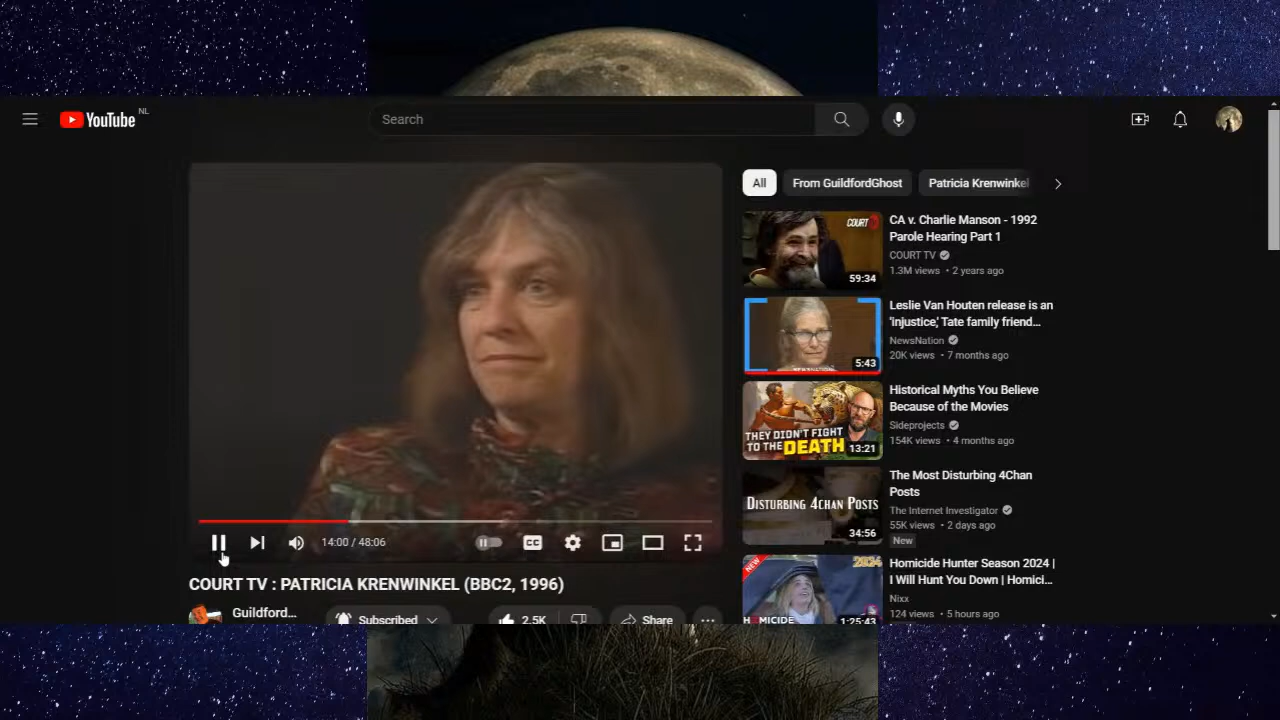 YouTube NL
Search
All
From GuildfordGhost
Patricia Krenwinkel
COURT
59:34
CA v. Charlie Manson - 1992
Parole Hearing Part 1
COURT TV
1.3M views • 2 years ago
5:43
Leslie Van Houten release is an
'injustice,' Tate family friend...
NewsNation
20K views • 7 months ago
THEY DIDN'T FIGHT
TO THE DEATH
13:21
Historical Myths You Believe
Because of the Movies
Sideprojects
154K views • 4 months ago
DISTURBING 4CHAN POSTS
34:56
The Most Disturbing 4Chan
Posts
The Internet Investigator
55K views • 2 days ago
New
NEW
2024
HOMICIDE
1:25:43
Homicide Hunter Season 2024 |
I Will Hunt You Down | Homici...
Nixx
124 views • 5 hours ago
14:00 / 48:06
CC
COURT TV : PATRICIA KRENWINKEL (BBC2, 1996)
Guildford...
Subscribed
2.5K
Share